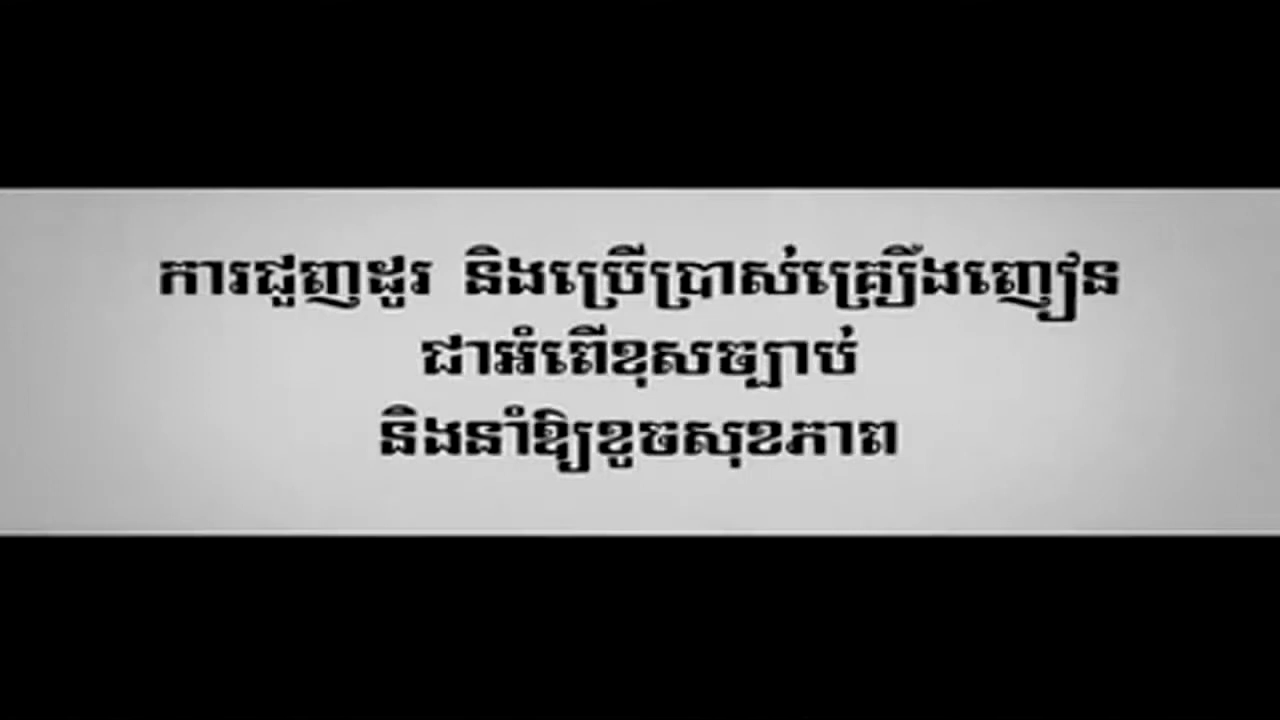 ការជួញដូរ និងប្រើប្រាស់គ្រឿងញៀន
ជាអំពើខុសច្បាប់
និងនាំឱ្យខូចសុខភាព